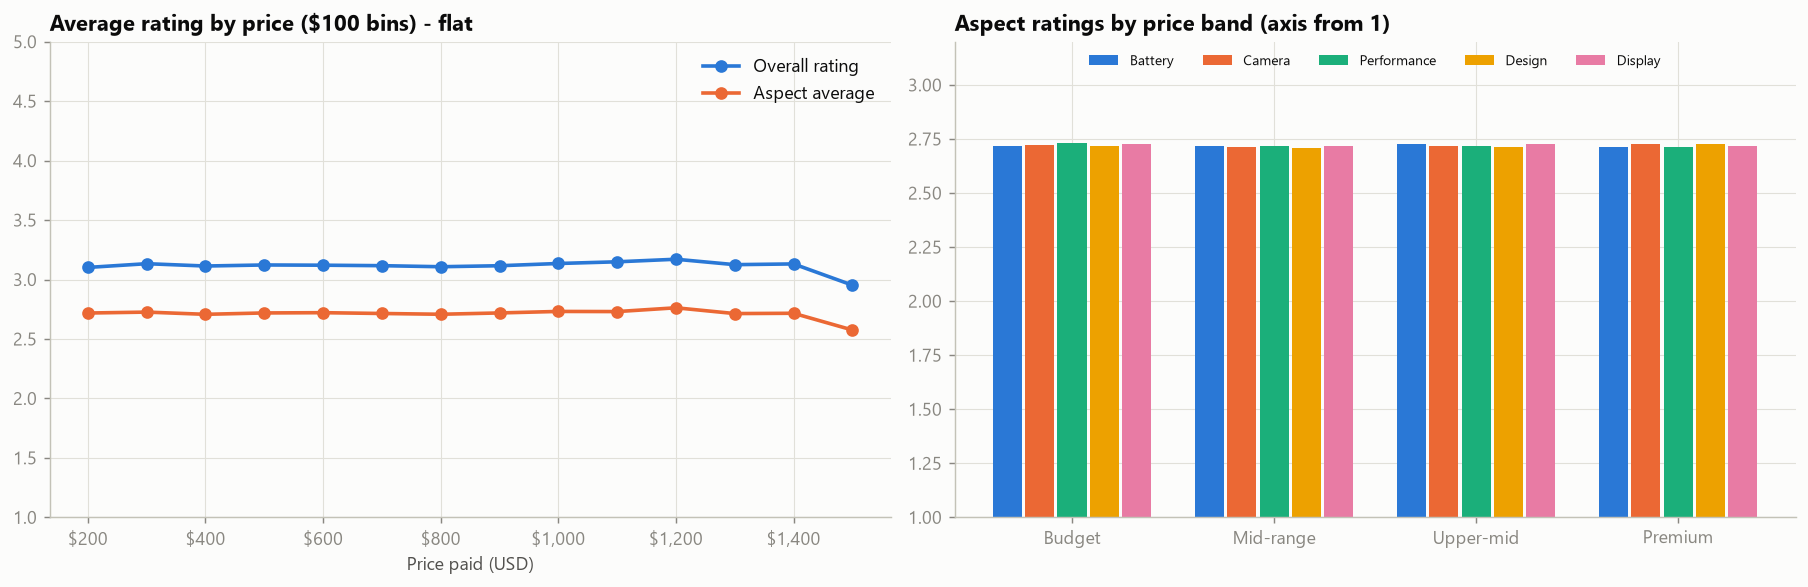 Average rating by price ($100 bins) - flat
5.0
4.5
4.0
3.5
3.0
2.5
2.0
1.5
1.0
Overall rating
Aspect average
$200
$400
$600
$800
$1,000
$1,200
$1,400
Price paid (USD)
Aspect ratings by price band (axis from 1)
Battery
Camera
Performance
Design
Display
3.00
2.75
2.50
2.25
2.00
1.75
1.50
1.25
1.00
Budget
Mid-range
Upper-mid
Premium